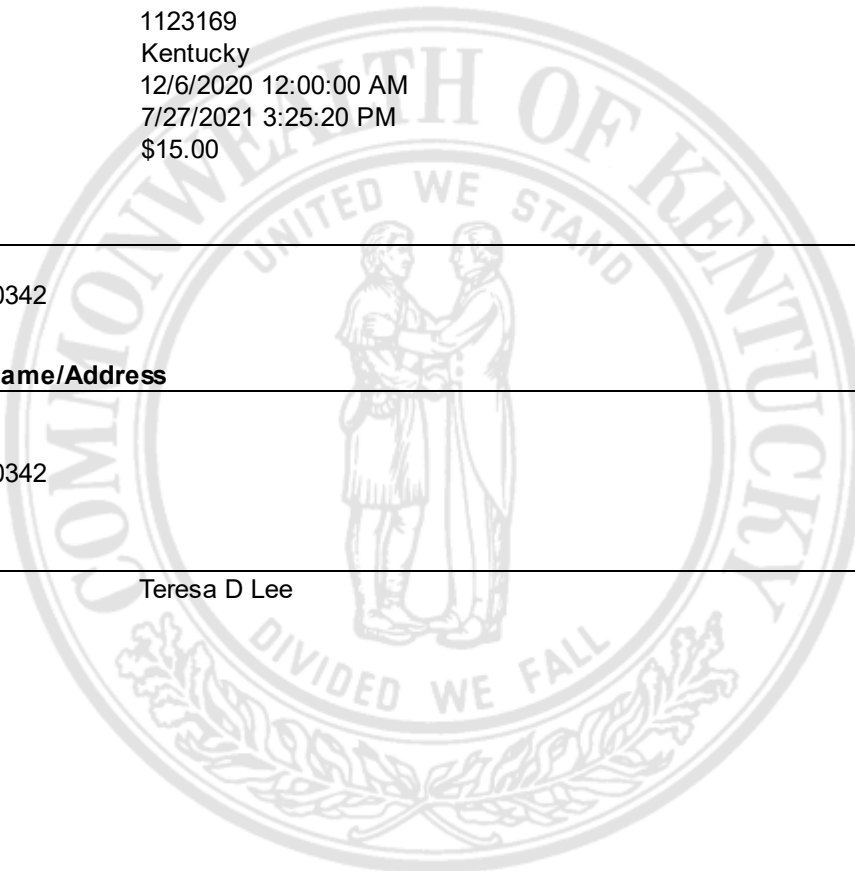 1123169
Kentucky
12/6/2020 12:00:00 AM
7/27/2021 3:25:20 PM
$15.00
0342
ame/Address
0342
Teresa D Lee
COMMONWEALTH OF KENTUCKY
UNITED WE STAND
DIVIDED WE FALL